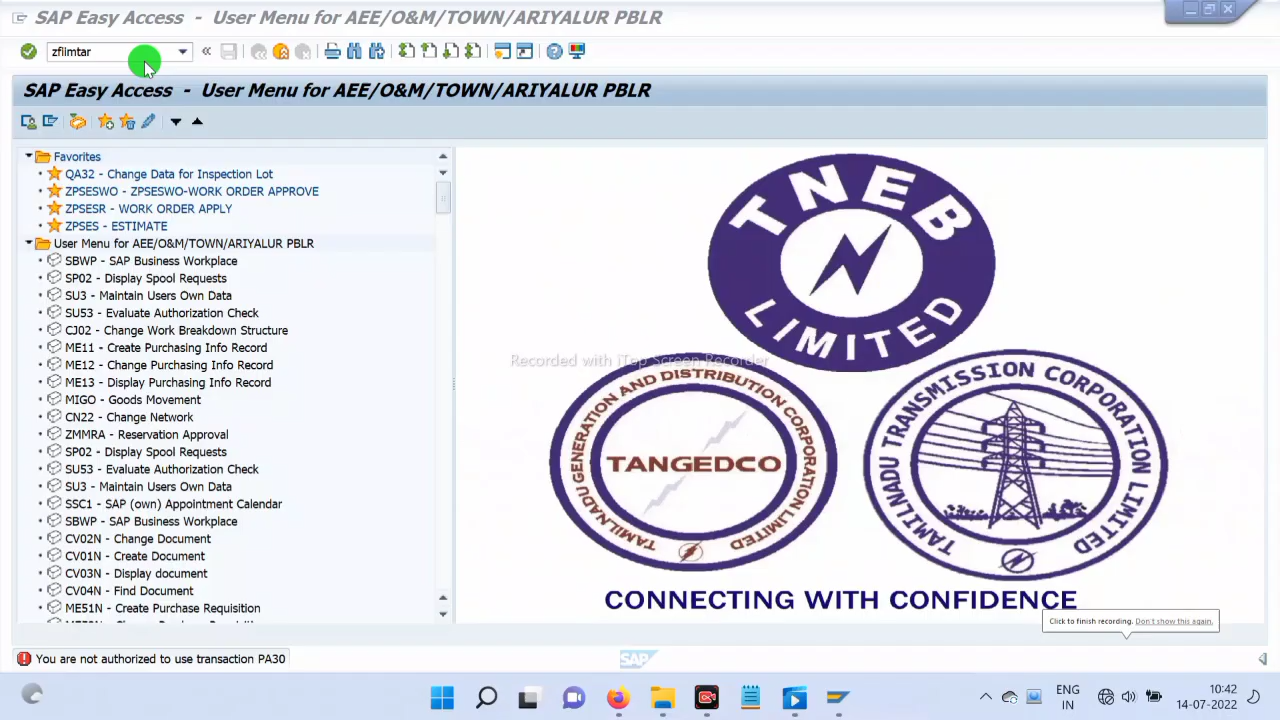 SAP Easy Access - User Menu for AEE/O&M/TOWN/ARIYALUR PBLR
zfilmtar
SAP Easy Access - User Menu for AEE/O&M/TOWN/ARIYALUR PBLR
Favorites
QA32 - Change Data for Inspection Lot
ZPSESWO - ZPSESWO-WORK ORDER APPROVE
ZPSESR - WORK ORDER APPLY
ZPSES - ESTIMATE
User Menu for AEE/O&M/TOWN/ARIYALUR PBLR
SBWP - SAP Business Workplace
SP02 - Display Spool Requests
SU3 - Maintain Users Own Data
SU53 - Evaluate Authorization Check
CJ02 - Change Work Breakdown Structure
ME11 - Create Purchasing Info Record
ME12 - Change Purchasing Info Record
ME13 - Display Purchasing Info Record
MIGO - Goods Movement
CN22 - Change Network
ZMMRA - Reservation Approval
SP02 - Display Spool Requests
SU53 - Evaluate Authorization Check
SU3 - Maintain Users Own Data
SSC1 - SAP (own) Appointment Calendar
SBWP - SAP Business Workplace
CV02N - Change Document
CV01N - Create Document
CV03N - Display document
CV04N - Find Document
ME51N - Create Purchase Requisition
TNEB
LIMITED
Recorded with iTop Screen Recorder
TAMILNADU GENERATION AND DISTRIBUTION CORPORATION LIMITED
TANGEDCO
TAMILNADU TRANSMISSION CORPORATION LIMITED
CONNECTING WITH CONFIDENCE
Click to finish recording. Don't show this again.
You are not authorized to use transaction PA30
SAP
ENG
IN
10:42
14-07-2022